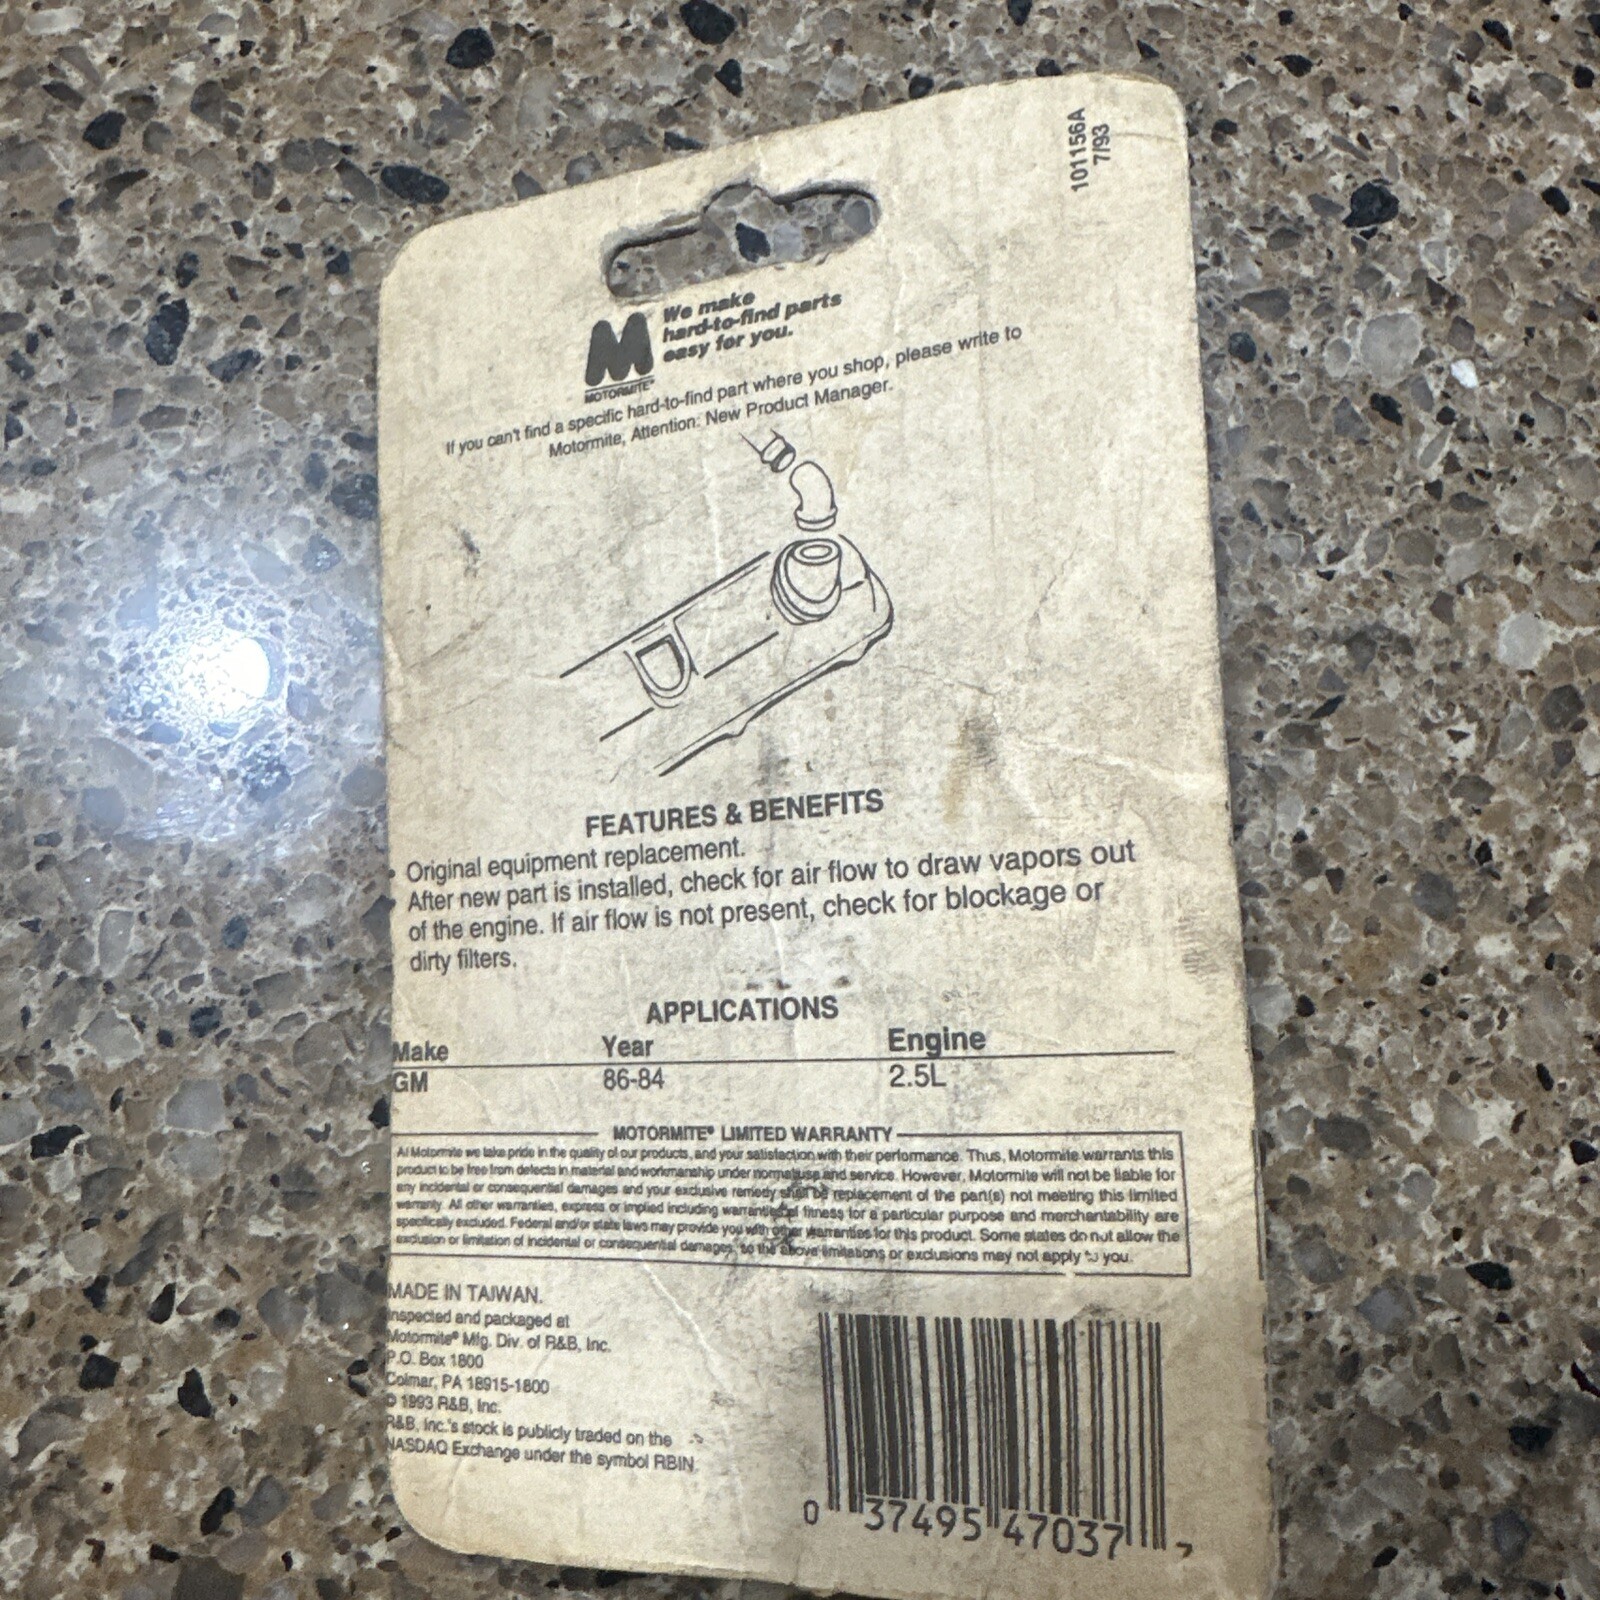 101156A
7/93
We make
hard-to-find parts
easy for you.
M
MOTORMITE®
If you can't find a specific hard-to-find part where you shop, please write to
Motormite, Attention: New Product Manager.
FEATURES & BENEFITS
• Original equipment replacement.
• After new part is installed, check for air flow to draw vapors out
of the engine. If air flow is not present, check for blockage or
dirty filters.
APPLICATIONS
Make Year Engine
GM 86-84 2.5L
MOTORMITE® LIMITED WARRANTY
At Motormite we take pride in the quality of our products, and your satisfaction with their performance. Thus, Motormite warrants this
product to be free from defects in material and workmanship under normal use and service. However, Motormite will not be liable for
any incidental or consequential damages and your exclusive remedy shall be replacement of the part(s) not meeting this limited
warranty. All other warranties, express or implied including warranties of fitness for a particular purpose and merchantability are
specifically excluded. Federal and/or state laws may provide you with other warranties for this product. Some states do not allow the
exclusion or limitation of incidental or consequential damages, so the above limitations or exclusions may not apply to you.
MADE IN TAIWAN.
Inspected and packaged at
Motormite® Mfg. Div. of R&B, Inc.
P.O. Box 1800
Colmar, PA 18915-1800
© 1993 R&B, Inc.
R&B, Inc.'s stock is publicly traded on the
NASDAQ Exchange under the symbol RBIN
0 37495 47037 7